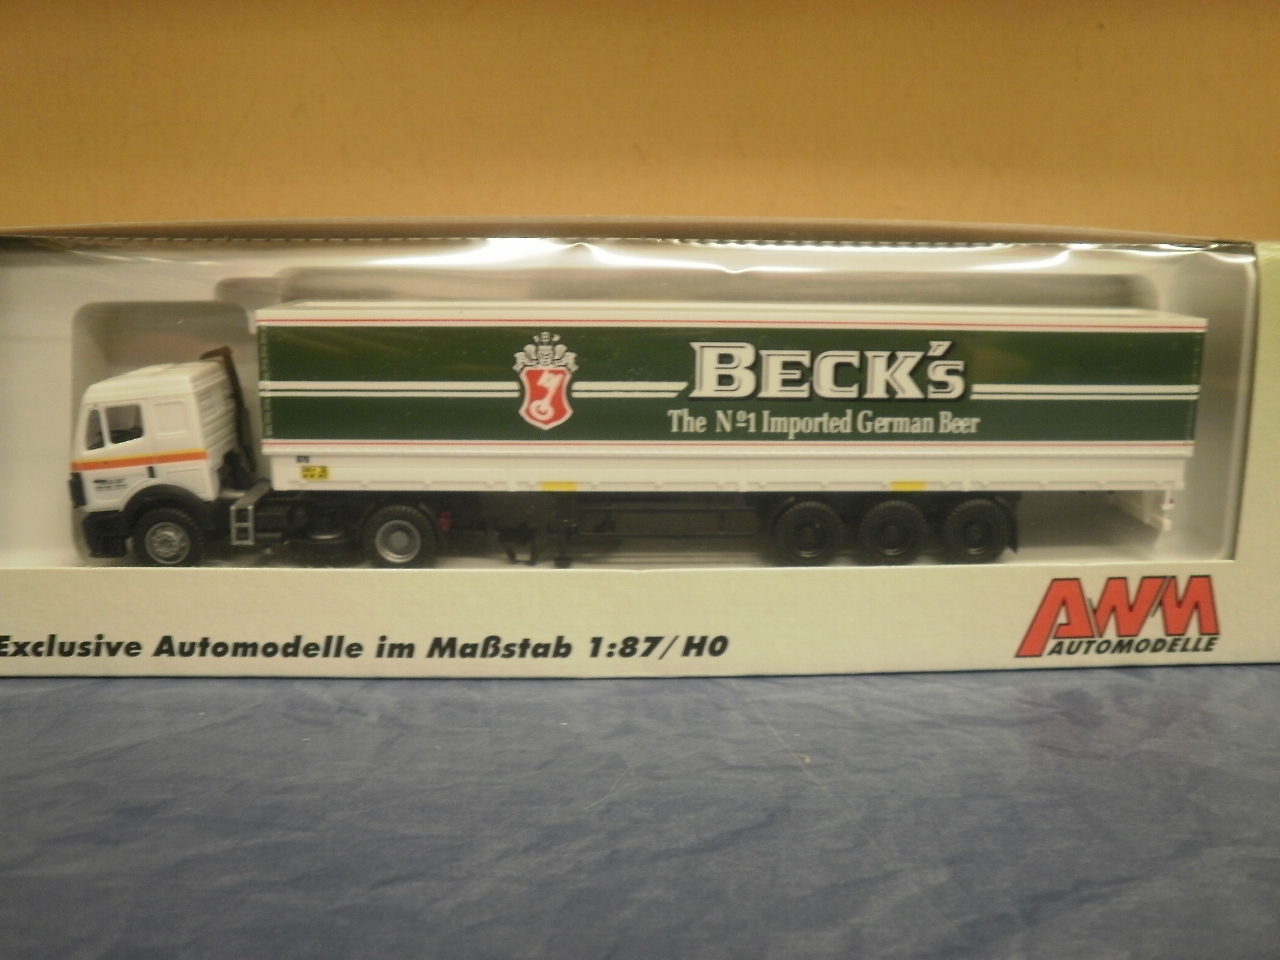 BECK's
The Nº1 Imported German Beer
Exclusive Automodelle im Maßstab 1:87/H0
AWM
AUTOMODELLE